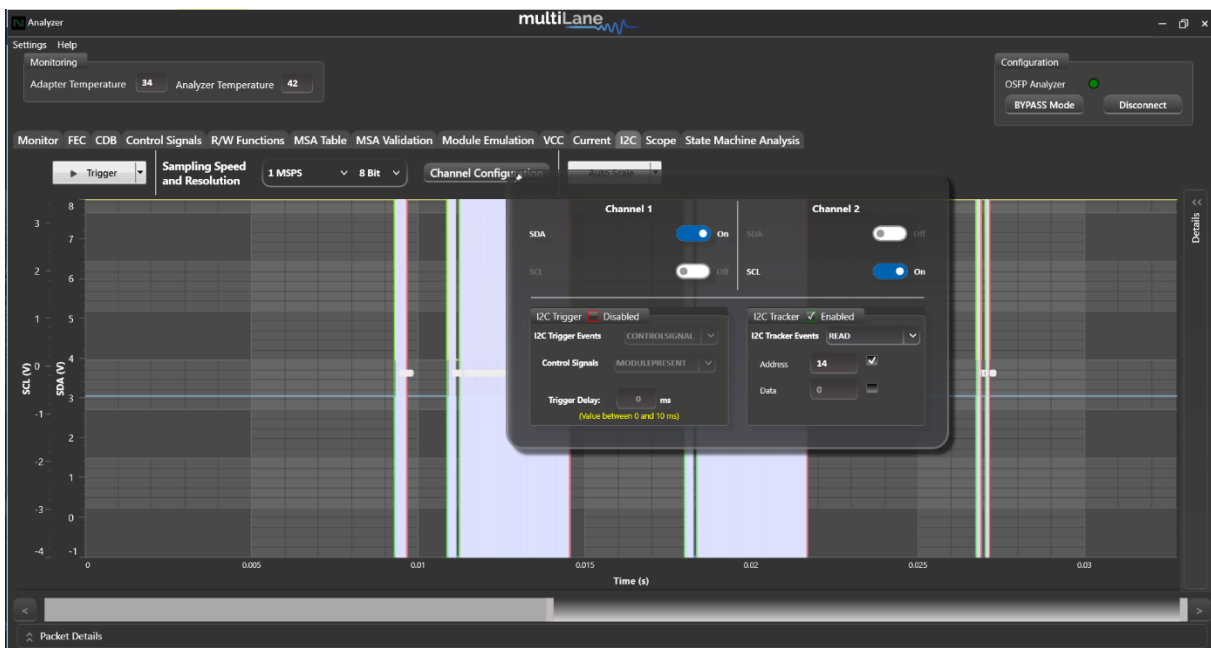 Analyzer
multiLane
Settings Help
Monitoring
Adapter Temperature 34 Analyzer Temperature 42
Configuration
OSFP Analyzer
BYPASS Mode Disconnect
Monitor FEC CDB Control Signals R/W Functions MSA Table MSA Validation Module Emulation VCC Current I2C Scope State Machine Analysis
Trigger
Sampling Speed
and Resolution
1 MSPS 8 Bit
Channel Configuration
Auto Scale
Channel 1 Channel 2
SDA On SDA Off
SCL Off SCL On
I2C Trigger Disabled
I2C Trigger Events CONTROLSIGNAL
Control Signals MODULEPRESENT
Trigger Delay: 0 ms
(Value between 0 and 10 ms)
I2C Tracker Enabled
I2C Tracker Events READ
Address 14
Data 0
<< Details
SCL (V)
3
2
1
0
-1
-2
-3
-4
SDA (V)
8
7
6
5
4
3
2
1
0
-1
0 0.005 0.01 0.015 0.02 0.025 0.03
Time (s)
< >
Packet Details